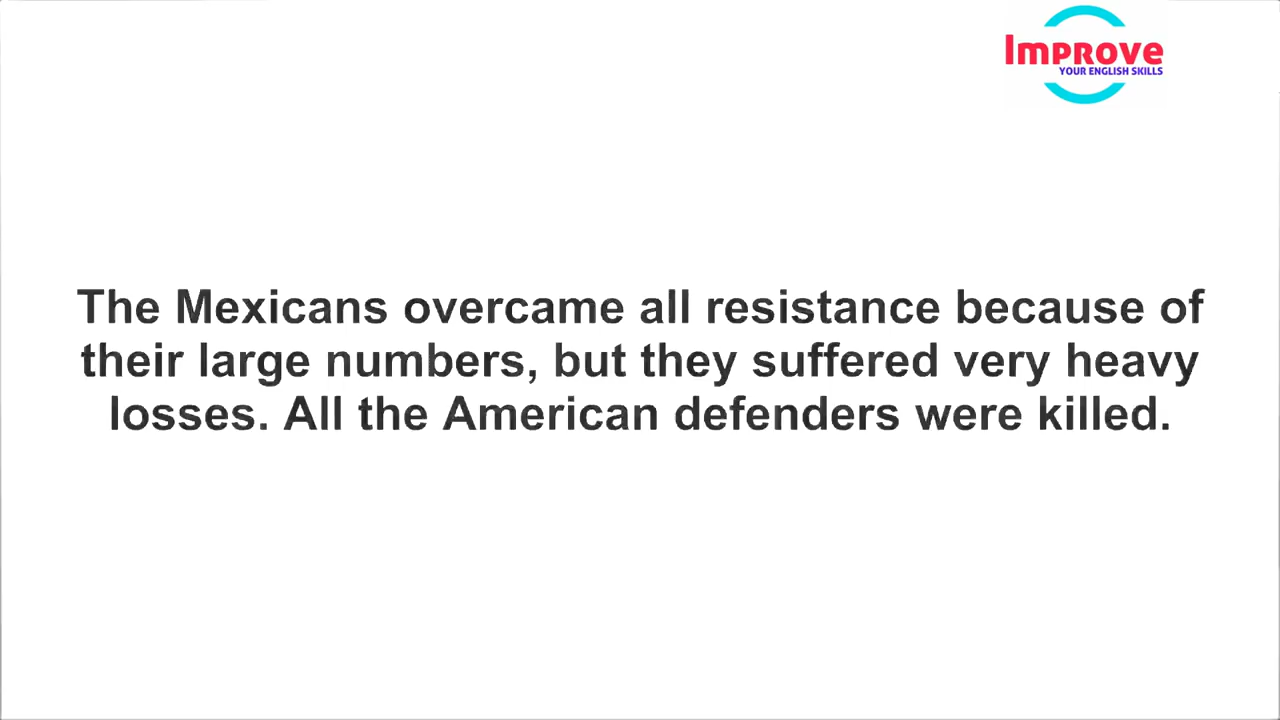 Improve
YOUR ENGLISH SKILLS
The Mexicans overcame all resistance because of
their large numbers, but they suffered very heavy
losses. All the American defenders were killed.